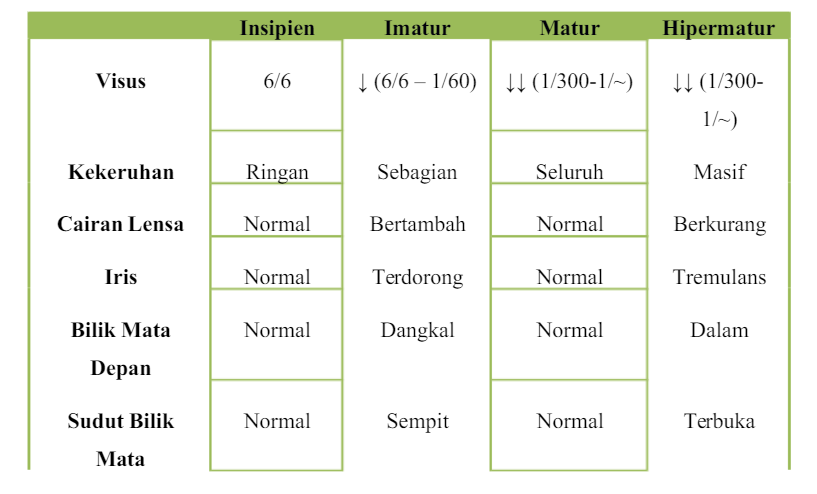 Insipien Imatur Matur Hipermatur
Visus 6/6 ↓ (6/6 – 1/60) ↓↓ (1/300-1/~) ↓↓ (1/300-
1/~)
Kekeruhan Ringan Sebagian Seluruh Masif
Cairan Lensa Normal Bertambah Normal Berkurang
Iris Normal Terdorong Normal Tremulans
Bilik Mata Normal Dangkal Normal Dalam
Depan
Sudut Bilik Normal Sempit Normal Terbuka
Mata